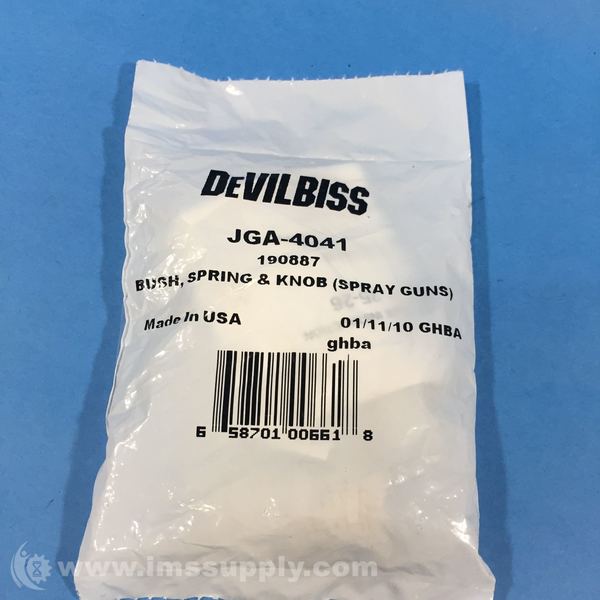 DEVILBISS
JGA-4041
190887
BUSH, SPRING & KNOB (SPRAY GUNS)
Made In USA 01/11/10 GHBA
ghba
6 58701 00661 8
www.imssupply.com